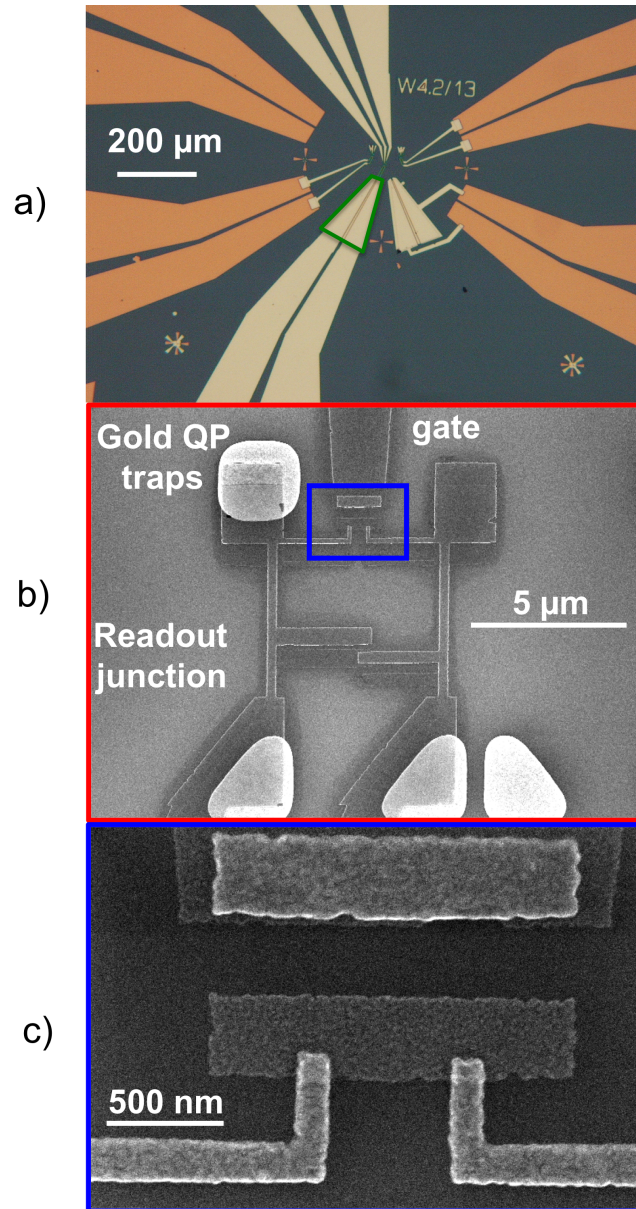 a)
W4.2/13
200 µm
b)
Gold QP
traps
gate
5 µm
Readout
junction
c)
500 nm